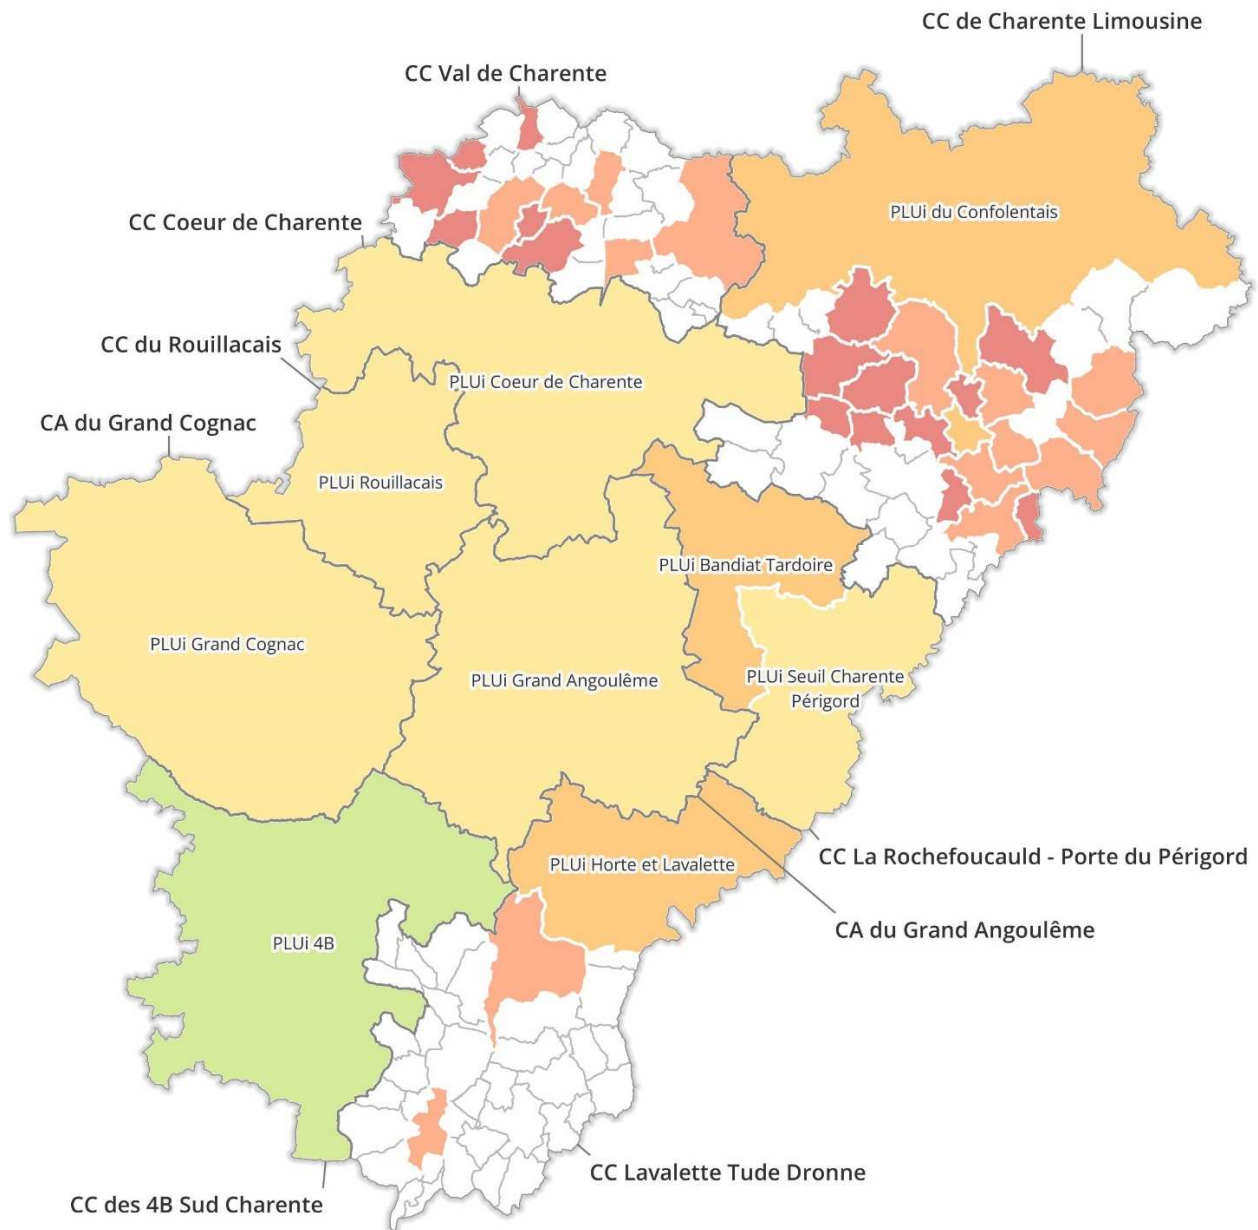 CC de Charente Limousine
CC Val de Charente
PLUi du Confolentais
CC Coeur de Charente
CC du Rouillacais
PLUi Coeur de Charente
CA du Grand Cognac
PLUi Rouillacais
PLUi Bandiat Tardoire
PLUi Grand Cognac
PLUi Grand Angoulême
PLUi Seuil Charente
Périgord
CC La Rochefoucauld - Porte du Périgord
PLUi Horte et Lavalette
CA du Grand Angoulême
PLUi 4B
CC Lavalette Tude Dronne
CC des 4B Sud Charente